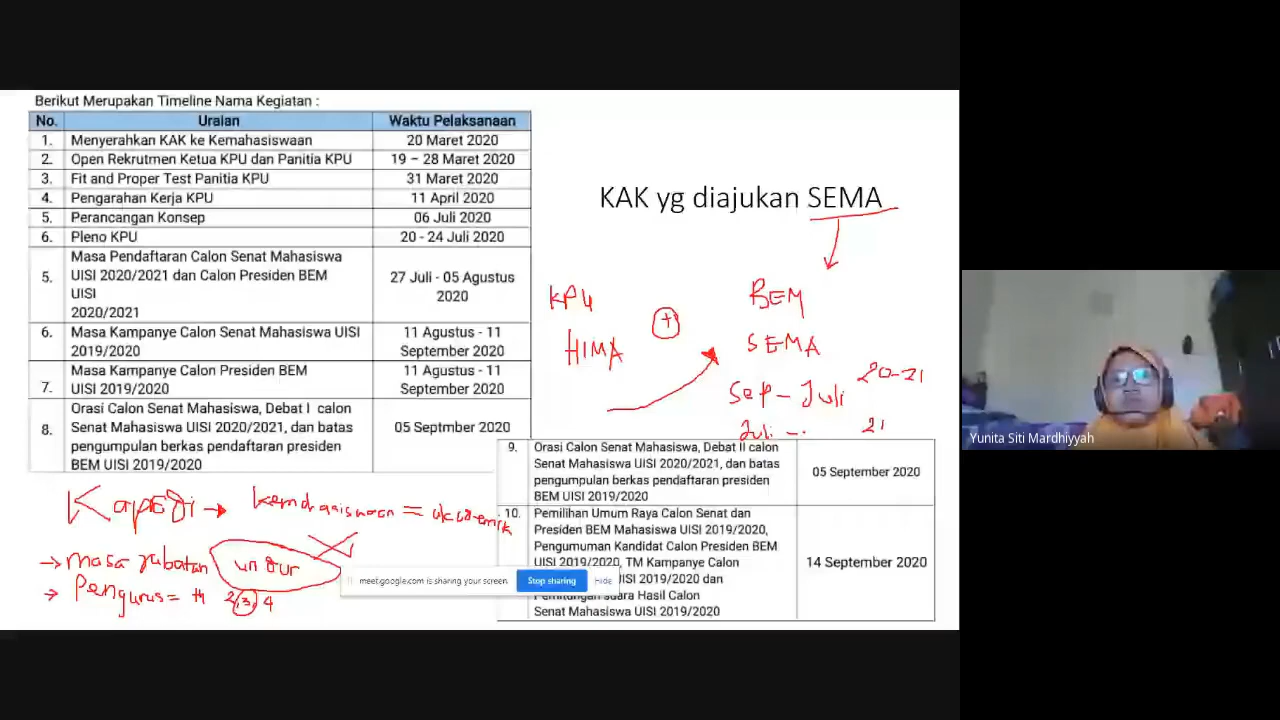 Berikut Merupakan Timeline Nama Kegiatan :
No. Uraian Waktu Pelaksanaan
1. Menyerahkan KAK ke Kemahasiswaan 20 Maret 2020
2. Open Rekrutmen Ketua KPU dan Panitia KPU 19 – 28 Maret 2020
3. Fit and Proper Test Panitia KPU 31 Maret 2020
4. Pengarahan Kerja KPU 11 April 2020
5. Perancangan Konsep 06 Juli 2020
6. Pleno KPU 20 - 24 Juli 2020
5. Masa Pendaftaran Calon Senat Mahasiswa
UISI 2020/2021 dan Calon Presiden BEM
UISI
2020/2021
27 Juli - 05 Agustus
2020
6. Masa Kampanye Calon Senat Mahasiswa UISI
2019/2020
11 Agustus - 11
September 2020
7. Masa Kampanye Calon Presiden BEM
UISI 2019/2020
11 Agustus - 11
September 2020
8. Orasi Calon Senat Mahasiswa, Debat I calon
Senat Mahasiswa UISI 2020/2021, dan batas
pengumpulan berkas pendaftaran presiden
BEM UISI 2019/2020
05 Septmber 2020
9. Orasi Calon Senat Mahasiswa, Debat II calon
Senat Mahasiswa UISI 2020/2021, dan batas
pengumpulan berkas pendaftaran presiden
BEM UISI 2019/2020
05 September 2020
10. Pemilihan Umum Raya Calon Senat dan
Presiden BEM Mahasiswa UISI 2019/2020,
Pengumuman Kandidat Calon Presiden BEM
UISI 2019/2020, TM Kampanye Calon
ISI 2019/2020 dan
suara Hasil Calon
Senat Mahasiswa UISI 2019/2020
14 September 2020
KAK yg diajukan SEMA
KPU
HIMA
+
BEM
SEMA
Sep - Juli 20-21
Juli - 21
Kaprodi → kemahasiswaan = akademik
→ masa jabatan undur
→ Pengurus = th 2,3,4
meet.google.com is sharing your screen. Stop sharing Hide
Yunita Siti Mardhiyyah